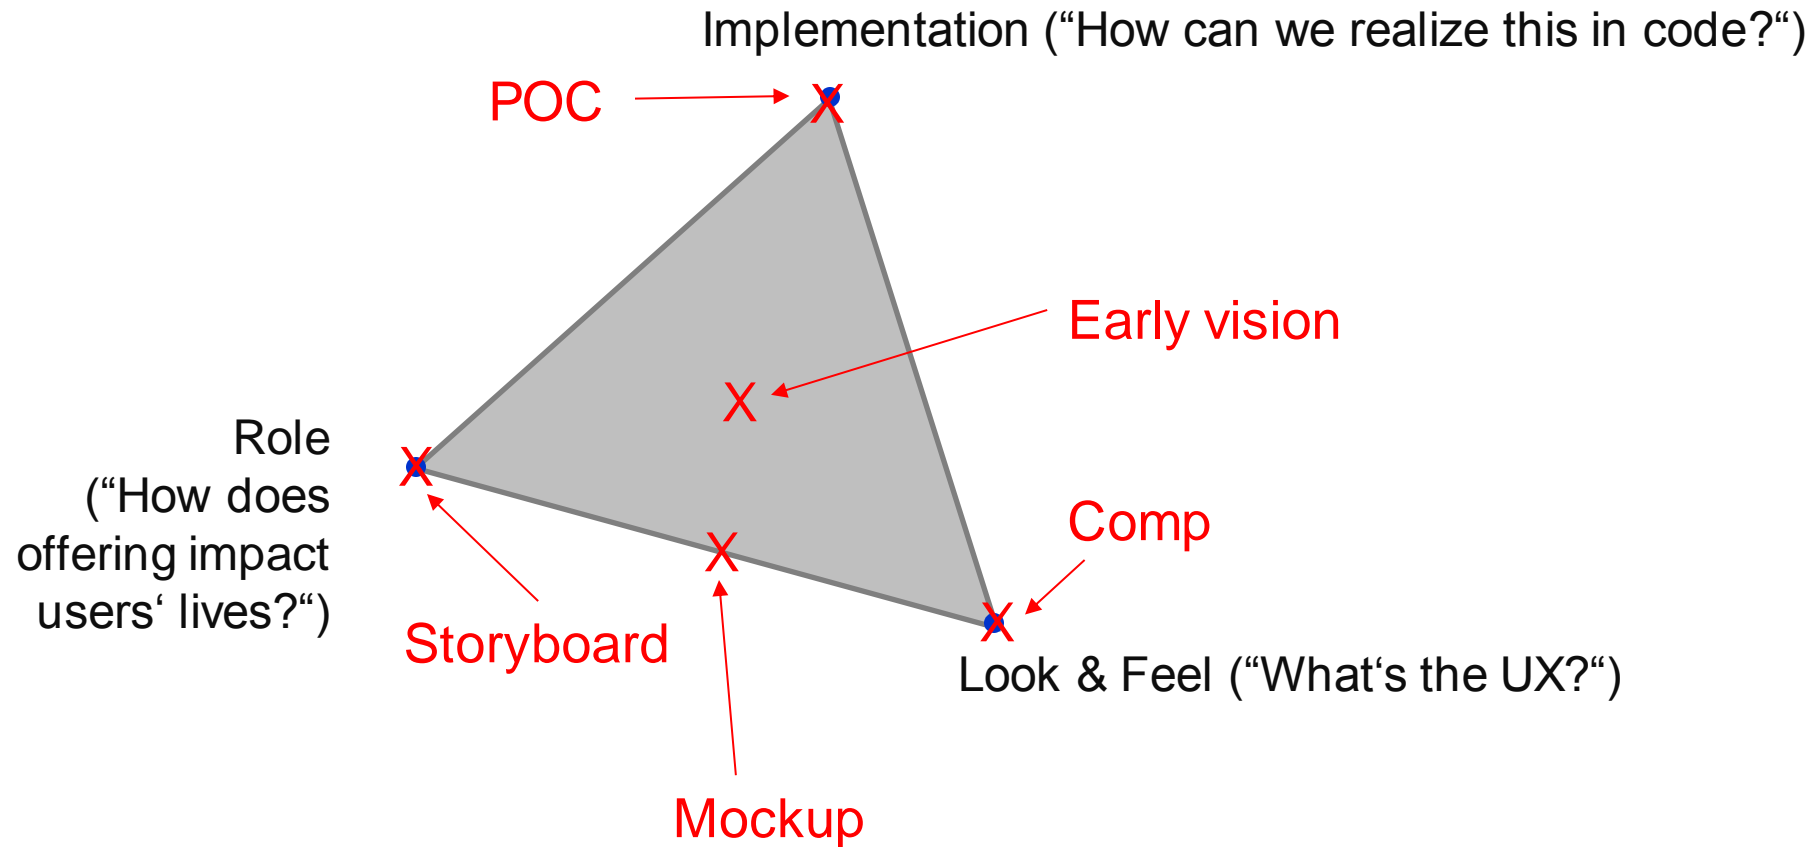 Implementation (“How can we realize this in code?“)
POC
X
Early vision
X
Role
(“How does
offering impact
users‘ lives?“)
X
Comp
X
X
Storyboard
Look & Feel (“What‘s the UX?“)
Mockup